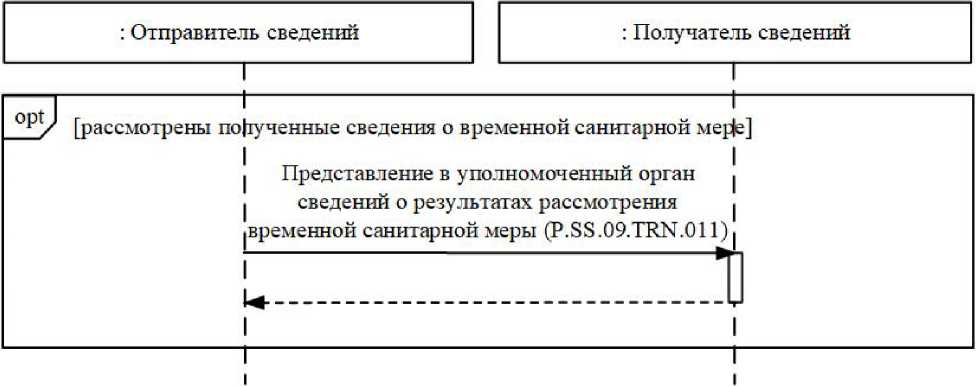 : Отправитель сведений
: Получатель сведений
opt
[рассмотрены полученные сведения о временной санитарной мере]
Представление в уполномоченный орган
сведений о результатах рассмотрения
временной санитарной меры (P.SS.09.TRN.011)